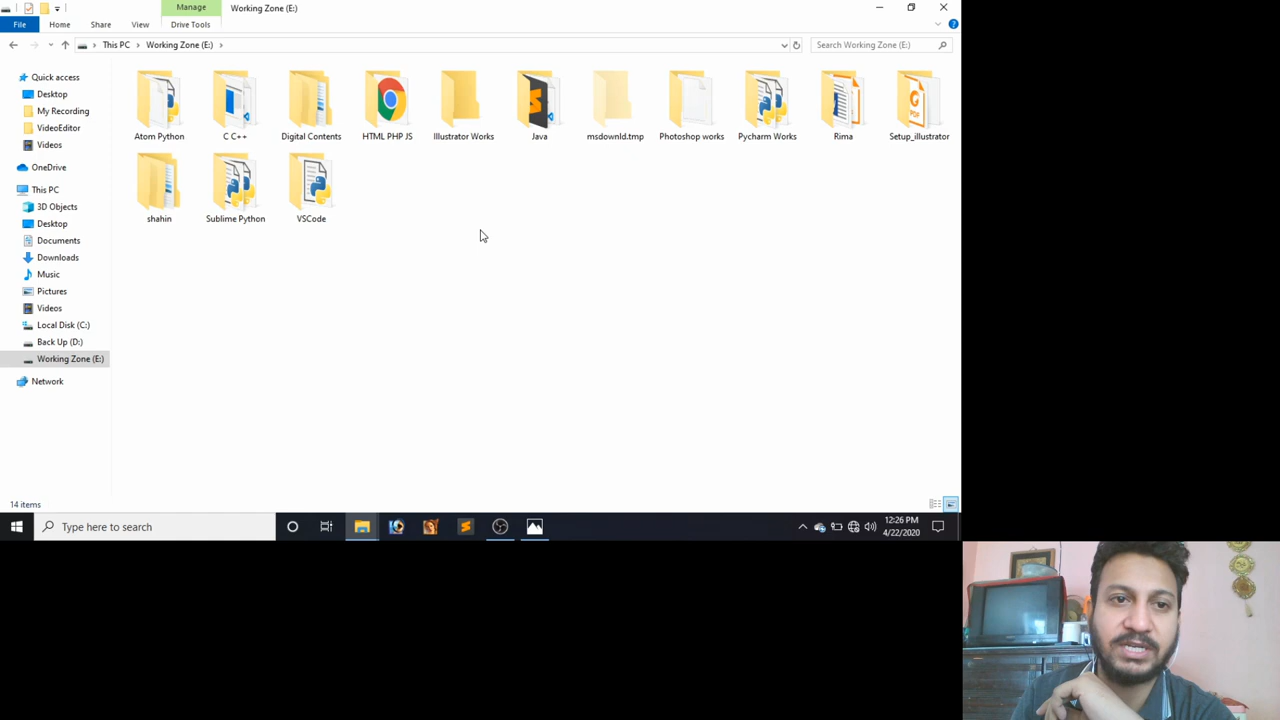 Manage
Working Zone (E:)
File
Home
Share
View
Drive Tools
This PC
Working Zone (E:)
Search Working Zone (E:)
Quick access
Desktop
My Recording
VideoEditor
Videos
OneDrive
This PC
3D Objects
Desktop
Documents
Downloads
Music
Pictures
Videos
Local Disk (C:)
Back Up (D:)
Working Zone (E:)
Network
Atom Python
C C++
Digital Contents
HTML PHP JS
Illustrator Works
Java
msdownld.tmp
Photoshop works
Pycharm Works
Rima
Setup_illustrator
PDF
shahin
Sublime Python
VSCode
14 items
Type here to search
12:26 PM
4/22/2020